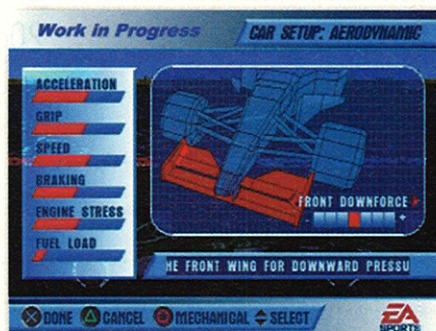 Work in Progress
CAR SETUP: AERODYNAMIC
ACCELERATION
GRIP
SPEED
BRAKING
ENGINE STRESS
FUEL LOAD
FRONT DOWNFORCE
- +
HE FRONT WING FOR DOWNWARD PRESSU
DONE CANCEL MECHANICAL SELECT
EA
SPORTS